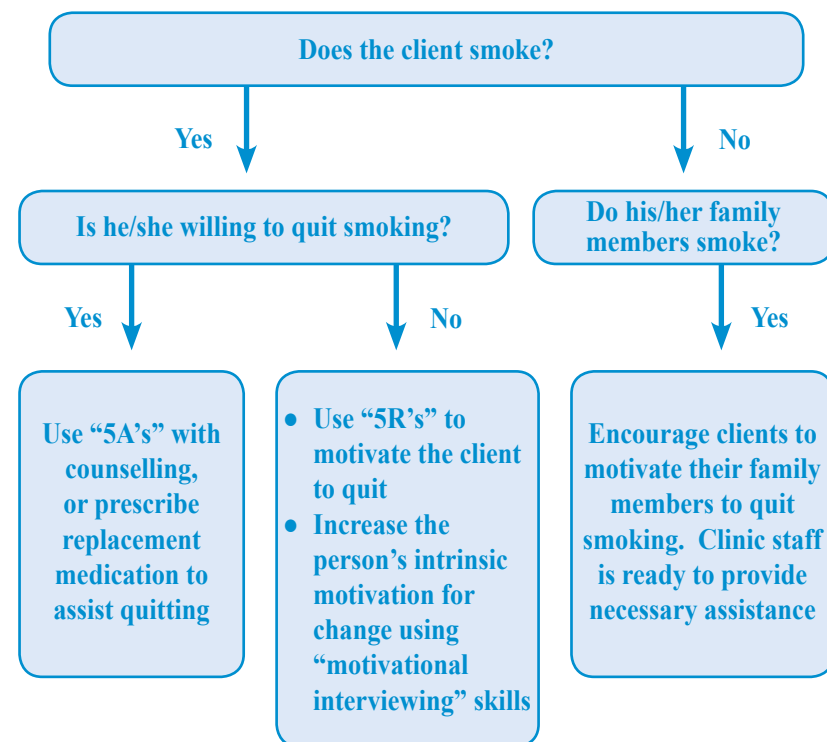 Does the client smoke?
Yes
No
Is he/she willing to quit smoking?
Do his/her family
members smoke?
Yes
No
Yes
Use “5A’s” with
counselling,
or prescribe
replacement
medication to
assist quitting
● Use “5R’s” to
motivate the client
to quit
● Increase the
person’s intrinsic
motivation for
change using
“motivational
interviewing” skills
Encourage clients to
motivate their family
members to quit
smoking.  Clinic staff
is ready to provide
necessary assistance